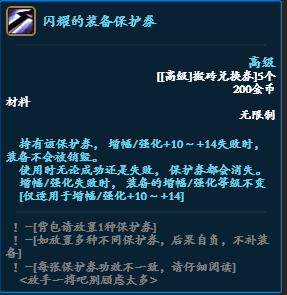 闪耀的装备保护券
高级
[[高级]搬砖兑换券]5个
200金币
材料
无限制
持有该保护券, 增幅/强化+10~+14失败时,
装备不会被销毁。
使用时无论成功还是失败, 保护券都会消失。
增幅/强化失败时, 装备的增幅/强化等级不变
[仅适用于增幅/强化+10~+14]
! -[背包请放置1种保护券]
! -[如放置多种不同保护券, 后果自负, 不补装
备]
! -[每张保护券功效不一致, 请仔细阅读]
<放手一搏吧别顾虑太多>